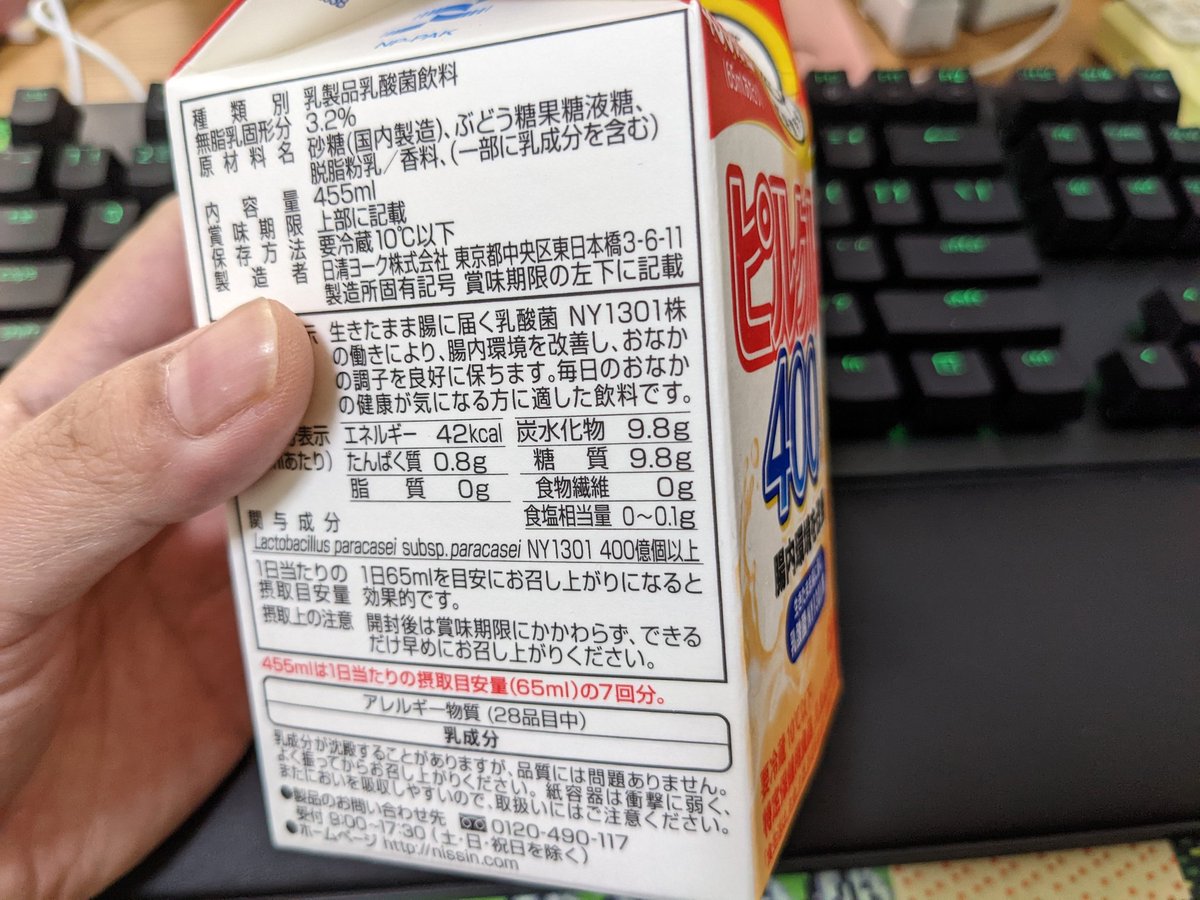 NP-PAK
種類別 乳製品乳酸菌飲料
無脂乳固形分 3.2%
原材料名 砂糖(国内製造)、ぶどう糖果糖液糖、
脱脂粉乳/香料、(一部に乳成分を含む)
内容量 455ml
賞味期限 上部に記載
保存方法 要冷蔵10℃以下
製造者 日清ヨーク株式会社 東京都中央区東日本橋3-6-11
製造所固有記号 賞味期限の左下に記載
示 生きたまま腸に届く乳酸菌 NY1301株
の働きにより、腸内環境を改善し、おなか
の調子を良好に保ちます。毎日のおなか
の健康が気になる方に適した飲料です。
表示 エネルギー 42kcal 炭水化物 9.8g
mlあたり) たんぱく質 0.8g 糖質 9.8g
脂質 0g 食物繊維 0g
食塩相当量 0~0.1g
関与成分
Lactobacillus paracasei subsp. paracasei NY1301 400億個以上
1日当たりの 1日65mlを目安にお召し上がりになると
摂取目安量 効果的です。
摂取上の注意 開封後は賞味期限にかかわらず、できる
だけ早めにお召し上がりください。
455mlは1日当たりの摂取目安量(65ml)の7回分。
アレルギー物質(28品目中)
乳成分
乳成分が沈殿することがありますが、品質には問題ありません。
よく振ってからお召し上がりください。紙容器は衝撃に弱く、
またにおいを吸収しやすいので、取扱いにはご注意ください。
●製品のお問い合わせ先 0120-490-117
受付 9:00~17:30(土・日・祝日を除く)
●ホームページ http://nissin.com
ピルク
400
腸内環境を